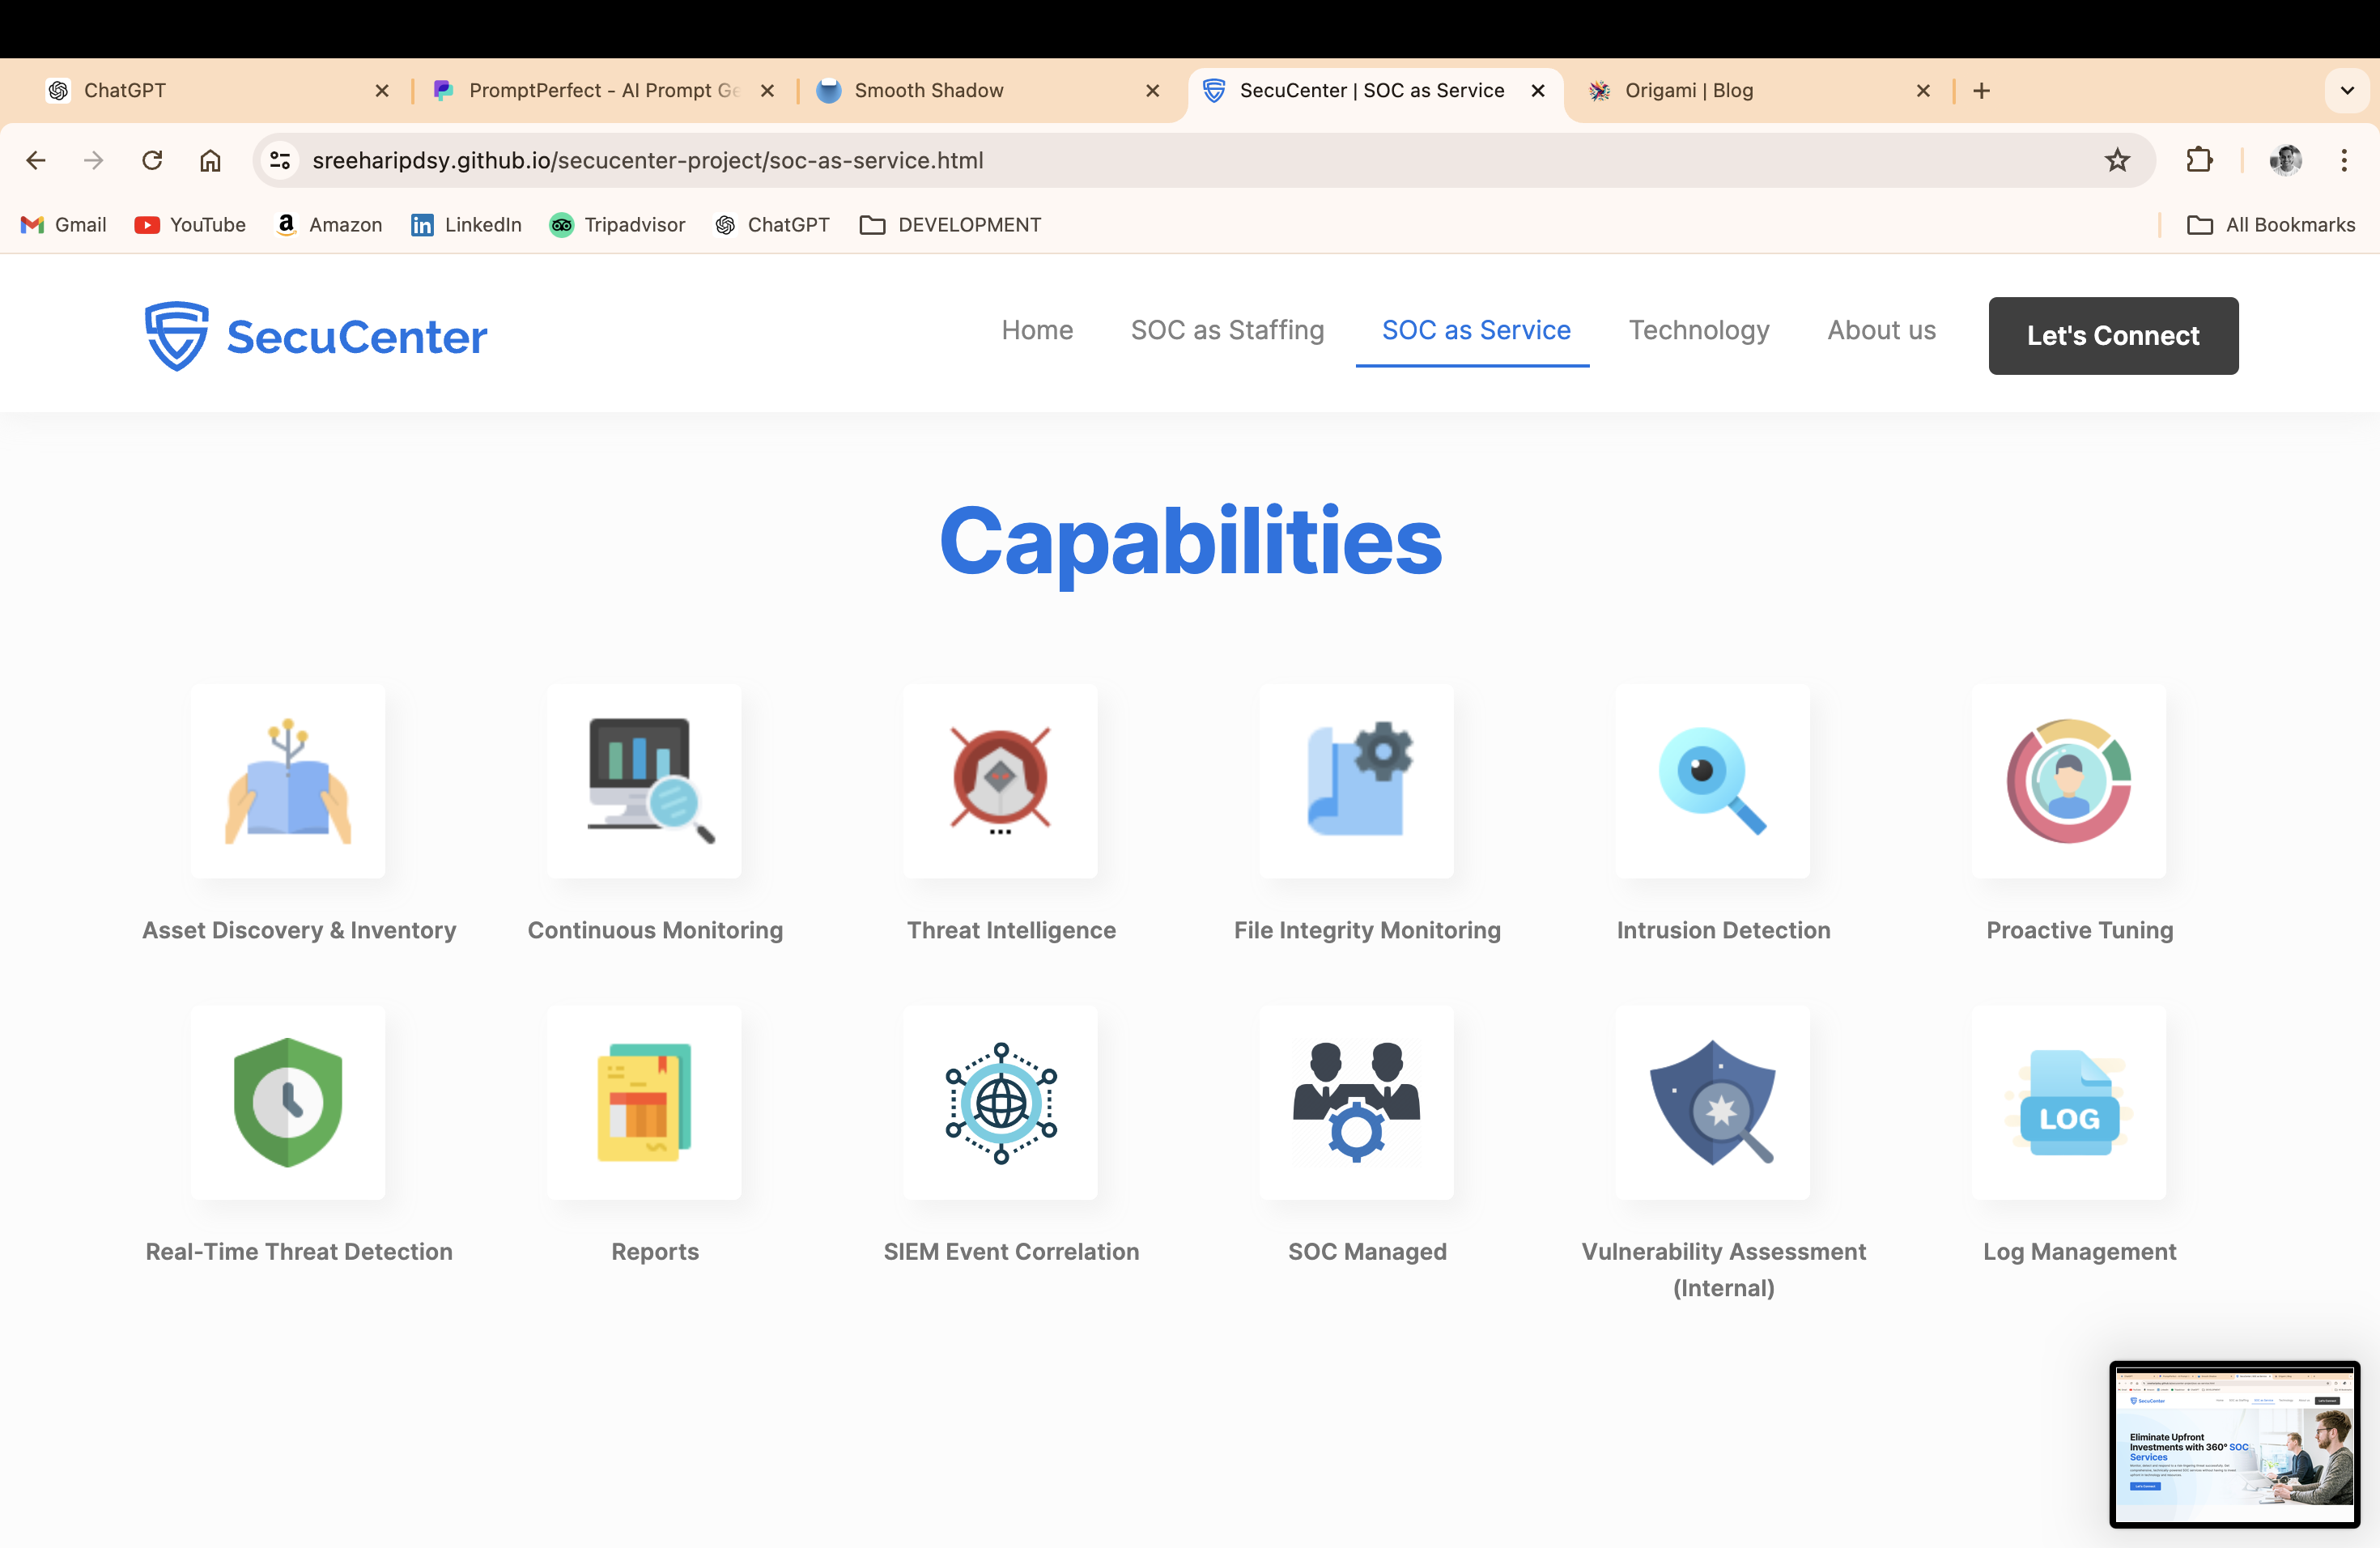 ChatGPT
PromptPerfect - AI Prompt Ge
Smooth Shadow
SecuCenter | SOC as Service
Origami | Blog
sreeharipdsy.github.io/secucenter-project/soc-as-service.html
Gmail
YouTube
Amazon
LinkedIn
Tripadvisor
ChatGPT
DEVELOPMENT
All Bookmarks
SecuCenter
Home
SOC as Staffing
SOC as Service
Technology
About us
Let's Connect
Capabilities
Asset Discovery & Inventory
Continuous Monitoring
Threat Intelligence
File Integrity Monitoring
Intrusion Detection
Proactive Tuning
LOG
Real-Time Threat Detection
Reports
SIEM Event Correlation
SOC Managed
Vulnerability Assessment
(Internal)
Log Management
SecuCenter
Eliminate Upfront
Investments with 360° SOC
Services